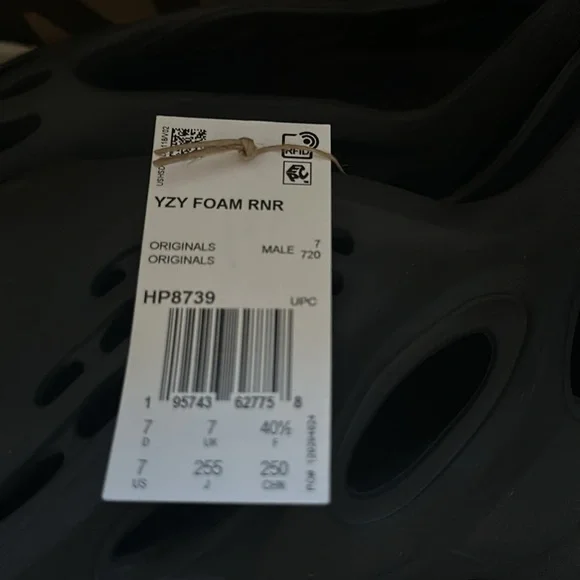 RFID
YZY FOAM RNR
ORIGINALS MALE 7
ORIGINALS 720
HP8739 UPC
1 95743 62775 8
7 7 40⅔
D UK F
7 255 250
US J CHN